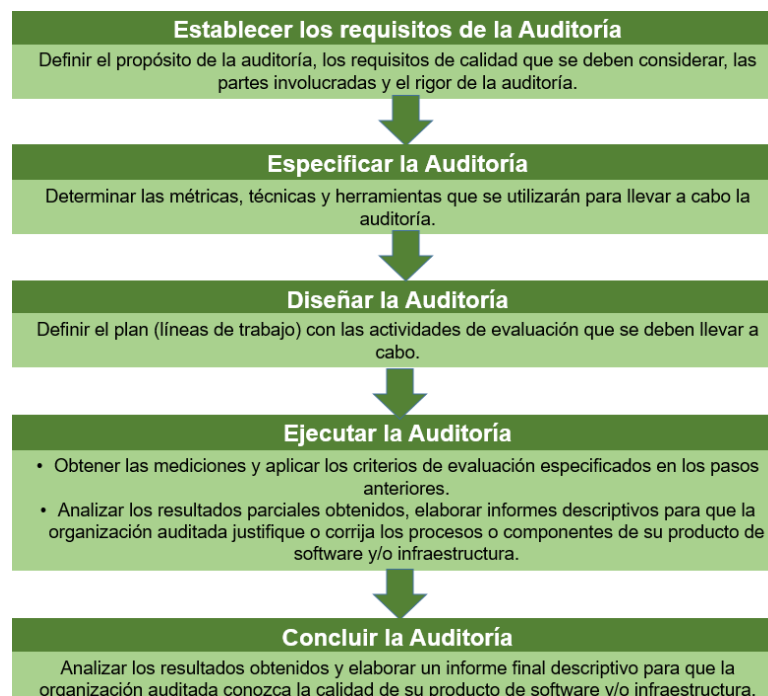 Establecer los requisitos de la Auditoría
Definir el propósito de la auditoría, los requisitos de calidad que se deben considerar, las
partes involucradas y el rigor de la auditoría.
Especificar la Auditoría
Determinar las métricas, técnicas y herramientas que se utilizarán para llevar a cabo la
auditoría.
Diseñar la Auditoría
Definir el plan (líneas de trabajo) con las actividades de evaluación que se deben llevar a
cabo.
Ejecutar la Auditoría
• Obtener las mediciones y aplicar los criterios de evaluación especificados en los pasos
anteriores.
• Analizar los resultados parciales obtenidos, elaborar informes descriptivos para que la
organización auditada justifique o corrija los procesos o componentes de su producto de
software y/o infraestructura.
Concluir la Auditoría
Analizar los resultados obtenidos y elaborar un informe final descriptivo para que la
organización auditada conozca la calidad de su producto de software y/o infraestructura.